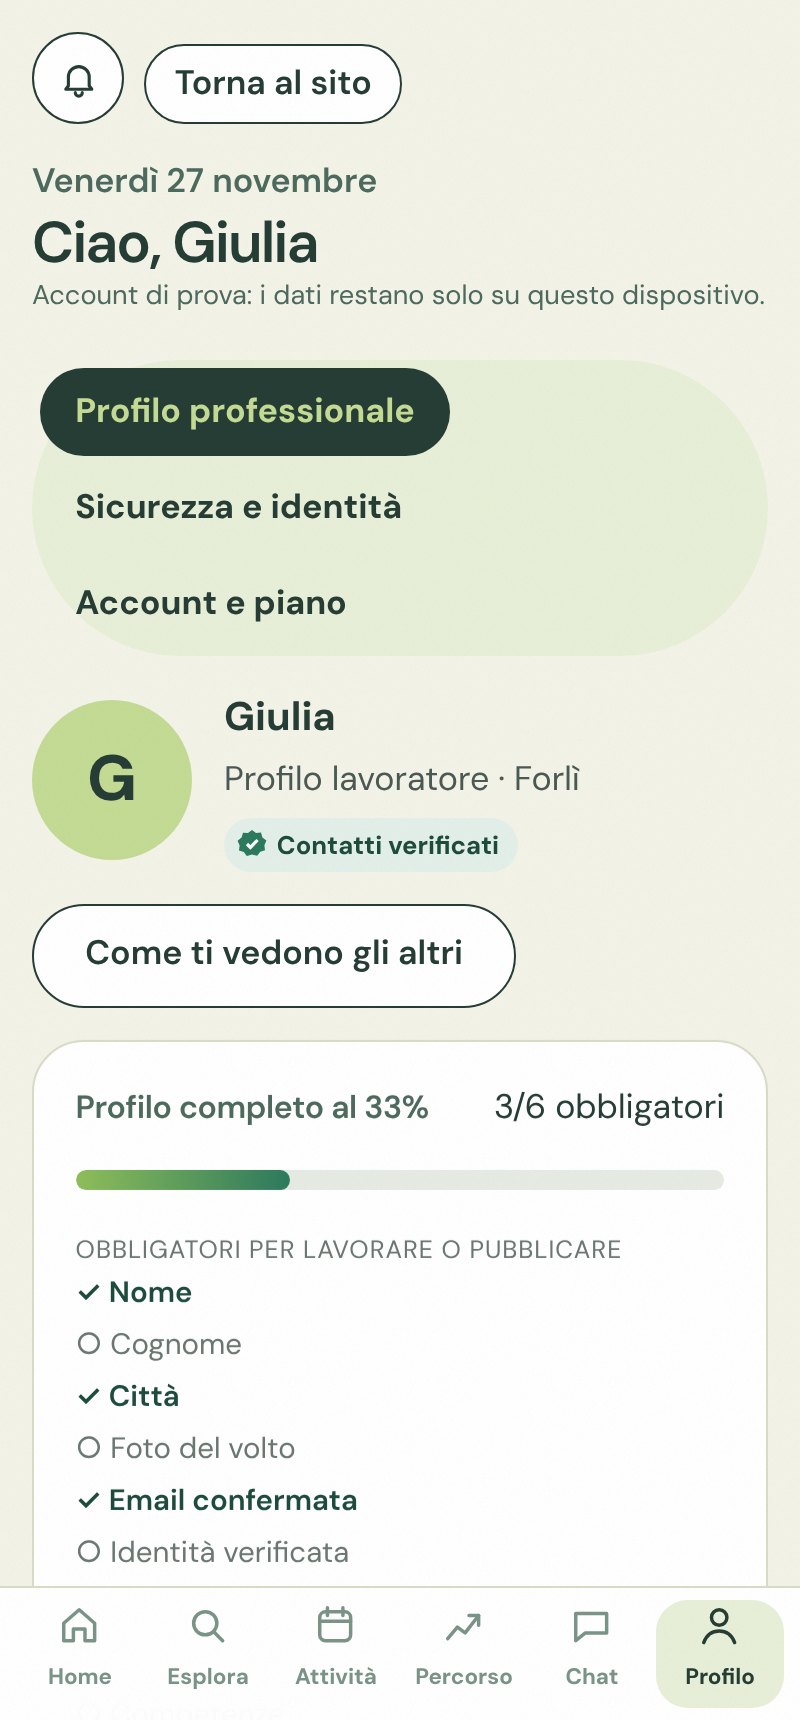 Torna al sito
Venerdì 27 novembre
Ciao, Giulia
Account di prova: i dati restano solo su questo dispositivo.
Profilo professionale
Sicurezza e identità
Account e piano
G
Giulia
Profilo lavoratore · Forlì
Contatti verificati
Come ti vedono gli altri
Profilo completo al 33% 3/6 obbligatori
OBBLIGATORI PER LAVORARE O PUBBLICARE
Nome
Cognome
Città
Foto del volto
Email confermata
Identità verificata
Home Esplora Attività Percorso Chat Profilo
Competenza